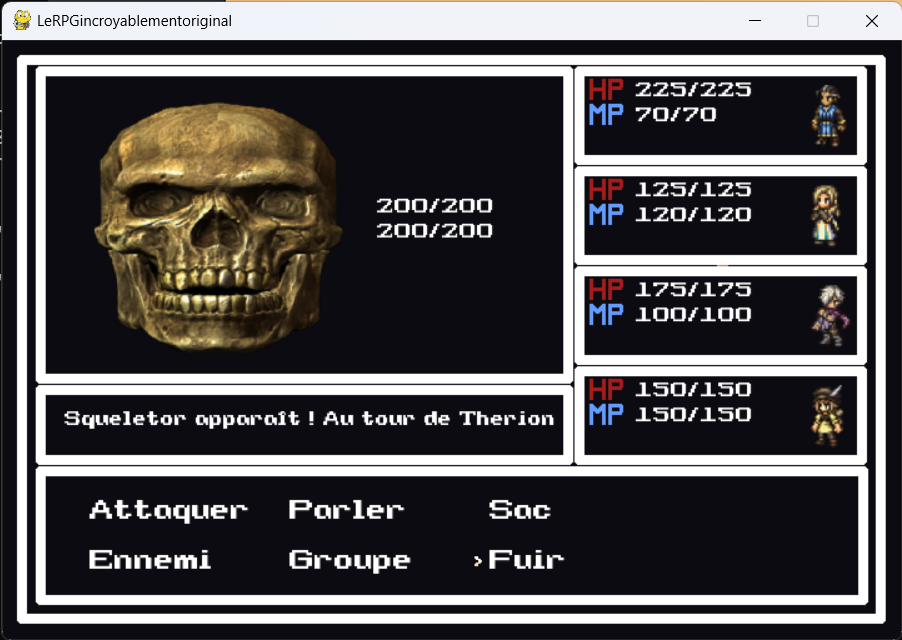 LeRPGincroyablementoriginal
200/200
200/200
HP 225/225
MP 70/70
HP 125/125
MP 120/120
HP 175/175
MP 100/100
HP 150/150
MP 150/150
Squeletor apparaît ! Au tour de Therion
Attaquer Parler Sac
Ennemi Groupe >Fuir